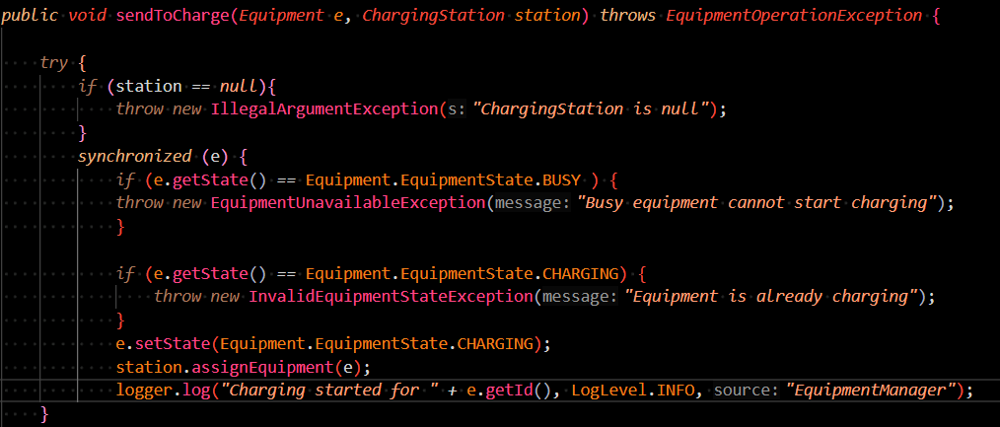 public void sendToCharge(Equipment e, ChargingStation station) throws EquipmentOperationException {
try {
if (station == null){
throw new IllegalArgumentException(s: "ChargingStation is null");
}
synchronized (e) {
if (e.getState() == Equipment.EquipmentState.BUSY ) {
throw new EquipmentUnavailableException(message: "Busy equipment cannot start charging");
}
if (e.getState() == Equipment.EquipmentState.CHARGING) {
throw new InvalidEquipmentStateException(message: "Equipment is already charging");
}
e.setState(Equipment.EquipmentState.CHARGING);
station.assignEquipment(e);
logger.log("Charging started for " + e.getId(), LogLevel.INFO, source: "EquipmentManager");
}